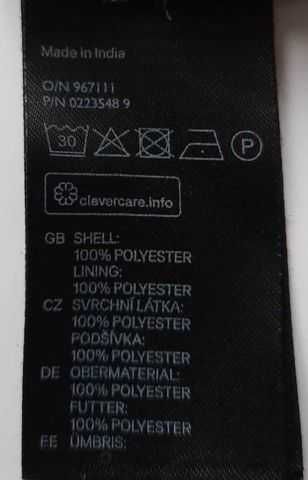 Made in India
O/N 967111
P/N 0223548 9
30 P
clevercare.info
GB SHELL:
100% POLYESTER
LINING:
100% POLYESTER
CZ SVRCHNÍ LÁTKA:
100% POLYESTER
PODŠÍVKA:
100% POLYESTER
DE OBERMATERIAL:
100% POLYESTER
FUTTER:
100% POLYESTER
EE ÜMBRIS: